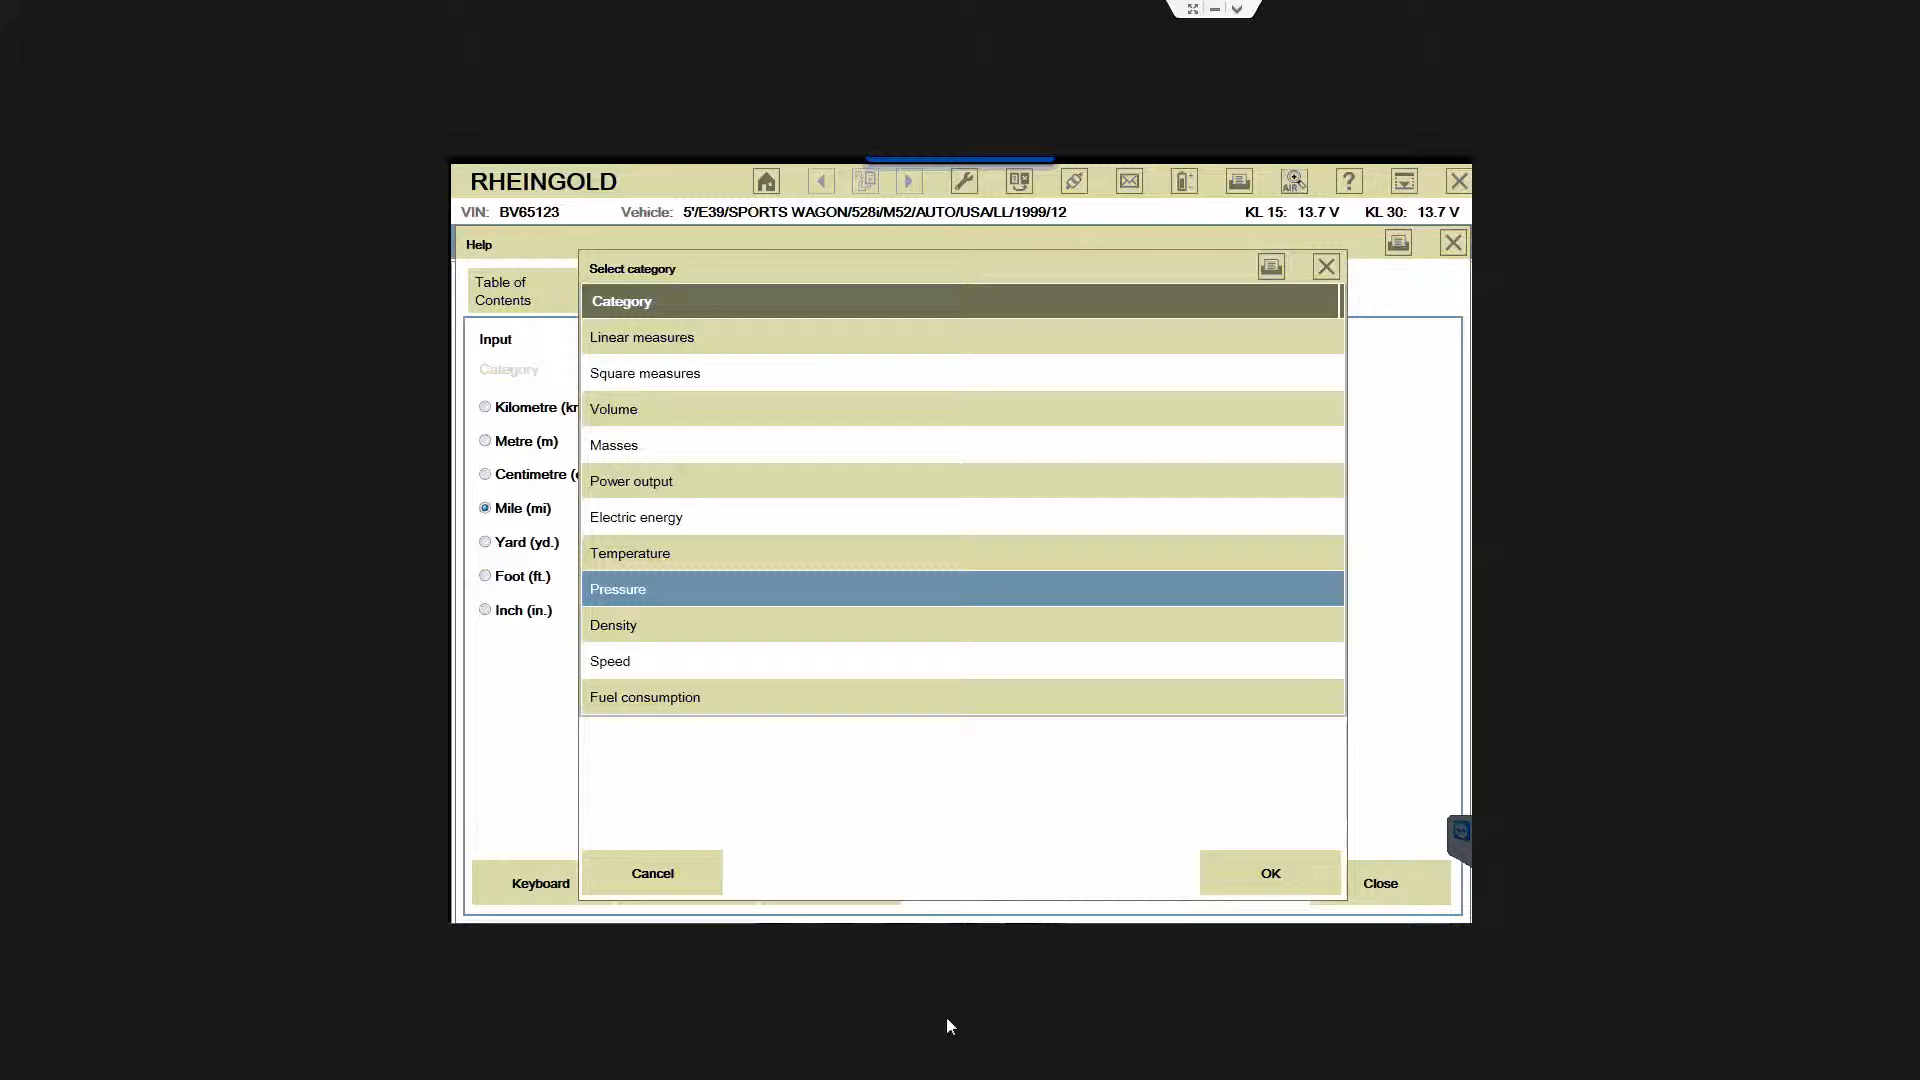 RHEINGOLD
AIR
VIN: BV65123 Vehicle: 5'/E39/SPORTS WAGON/528i/M52/AUTO/USA/LL/1999/12 KL 15: 13.7 V KL 30: 13.7 V
Help
Select category
Table of
Contents
Category
Input
Linear measures
Category
Square measures
Kilometre (k
Volume
Metre (m)
Masses
Centimetre (
Power output
Mile (mi)
Electric energy
Yard (yd.)
Temperature
Foot (ft.)
Pressure
Inch (in.)
Density
Speed
Fuel consumption
Keyboard
Cancel
OK
Close